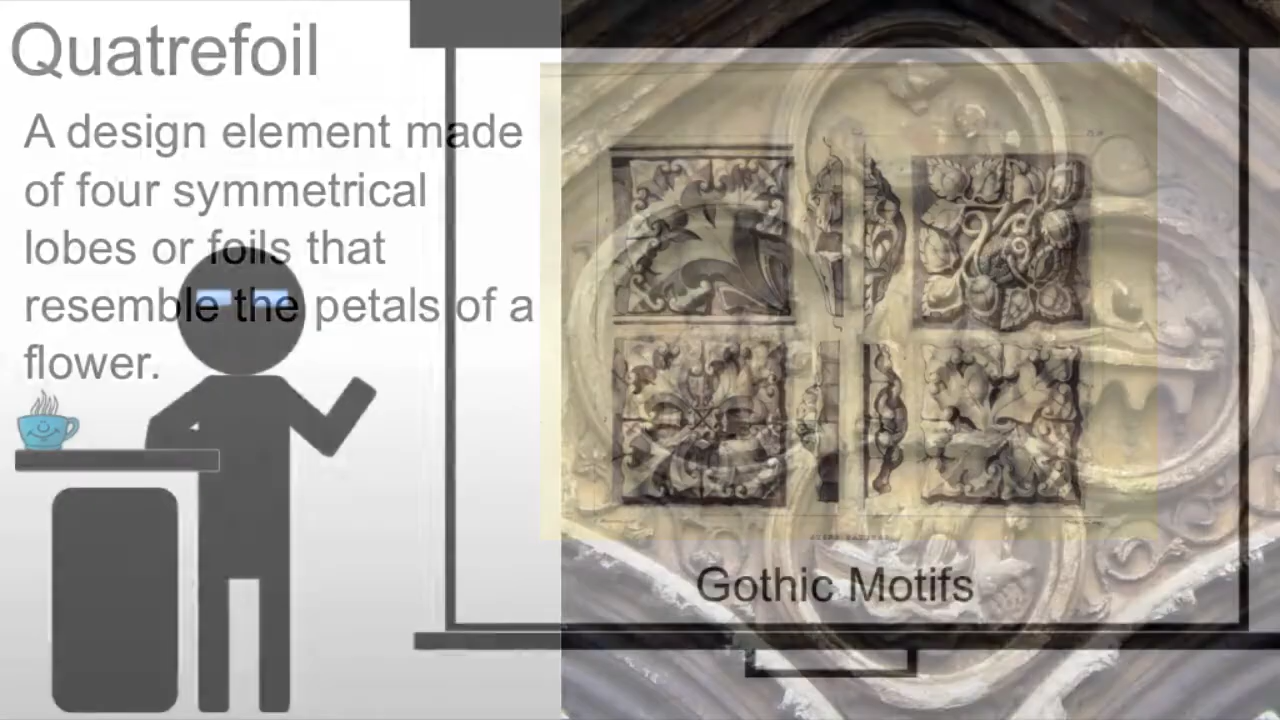 Quatrefoil
A design element made
of four symmetrical
lobes or foils that
resemble the petals of a
flower.
Gothic Motifs